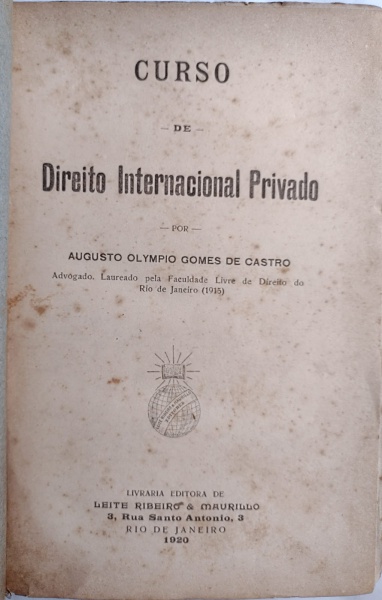 CURSO
— DE —
Direito Internacional Privado
— POR —
AUGUSTO OLYMPIO GOMES DE CASTRO
Advogado. Laureado pela Faculdade Livre de Direito do
Rio de Janeiro (1915)
LIVRARIA EDITORA DE
LEITE RIBEIRO & MAURILLO
3, Rua Santo Antonio, 3
RIO DE JANEIRO
1920